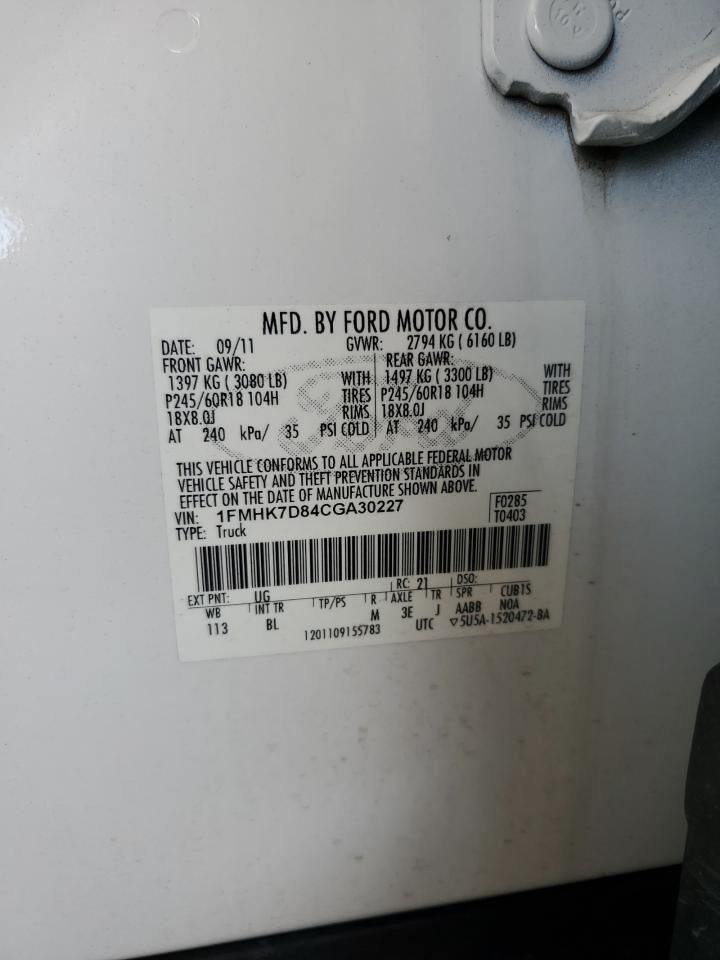 MFD. BY FORD MOTOR CO.
DATE: 09/11 GVWR: 2794 KG ( 6160 LB)
FRONT GAWR: REAR GAWR:
1397 KG ( 3080 LB) WITH 1497 KG ( 3300 LB) WITH
P245/60R18 104H TIRES P245/60R18 104H TIRES
18X8.0J RIMS 18X8.0J RIMS
AT 240 kPa/ 35 PSI COLD AT 240 kPa/ 35 PSI COLD
THIS VEHICLE CONFORMS TO ALL APPLICABLE FEDERAL MOTOR
VEHICLE SAFETY AND THEFT PREVENTION STANDARDS IN
EFFECT ON THE DATE OF MANUFACTURE SHOWN ABOVE.
VIN: 1FMHK7D84CGA30227 F0285
TYPE: Truck T0403
EXT PNT: UG RC: 21 DSO:
WB INT TR TP/PS R AXLE TR SPR CUB1S
113 BL M 3E J AABB N0A
1201109155783 UTC ▽5U5A-1520472-BA